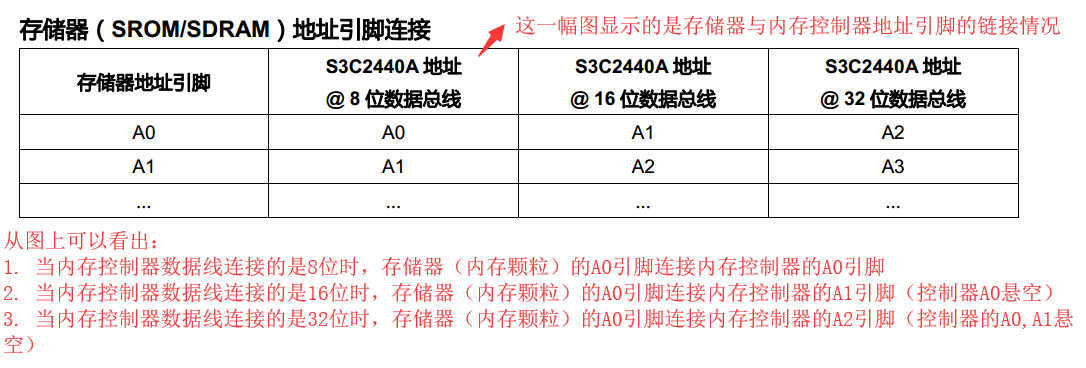 存储器（SROM/SDRAM）地址引脚连接
这一幅图显示的是存储器与内存控制器地址引脚的链接情况
存储器地址引脚 S3C2440A 地址 @ 8 位数据总线 S3C2440A 地址 @ 16 位数据总线 S3C2440A 地址 @ 32 位数据总线
A0 A0 A1 A2
A1 A1 A2 A3
... ... ... ...
从图上可以看出：
1. 当内存控制器数据线连接的是8位时，存储器（内存颗粒）的A0引脚连接内存控制器的A0引脚
2. 当内存控制器数据线连接的是16位时，存储器（内存颗粒）的A0引脚连接内存控制器的A1引脚（控制器A0悬空）
3. 当内存控制器数据线连接的是32位时，存储器（内存颗粒）的A0引脚连接内存控制器的A2引脚（控制器的A0,A1悬
空）